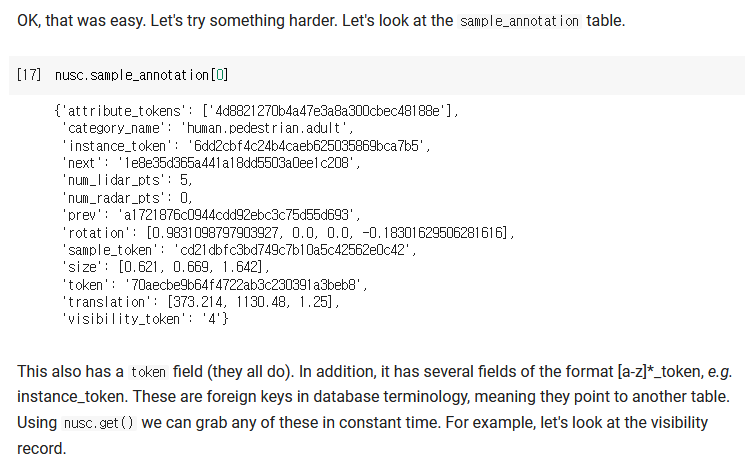 OK, that was easy. Let's try something harder. Let's look at the sample_annotation table.
[17] nusc.sample_annotation[0]
{'attribute_tokens': ['4d8821270b4a47e3a8a300cbec48188e'],
'category_name': 'human.pedestrian.adult',
'instance_token': '6dd2cbf4c24b4caeb625035869bca7b5',
'next': '1e8e35d365a441a18dd5503a0ee1c208',
'num_lidar_pts': 5,
'num_radar_pts': 0,
'prev': 'a1721876c0944cdd92ebc3c75d55d693',
'rotation': [0.9831098797903927, 0.0, 0.0, -0.18301629506281616],
'sample_token': 'cd21dbfc3bd749c7b10a5c42562e0c42',
'size': [0.621, 0.669, 1.642],
'token': '70aecbe9b64f4722ab3c230391a3beb8',
'translation': [373.214, 1130.48, 1.25],
'visibility_token': '4'}
This also has a token field (they all do). In addition, it has several fields of the format [a-z]*_token, e.g.
instance_token. These are foreign keys in database terminology, meaning they point to another table.
Using nusc.get() we can grab any of these in constant time. For example, let's look at the visibility
record.